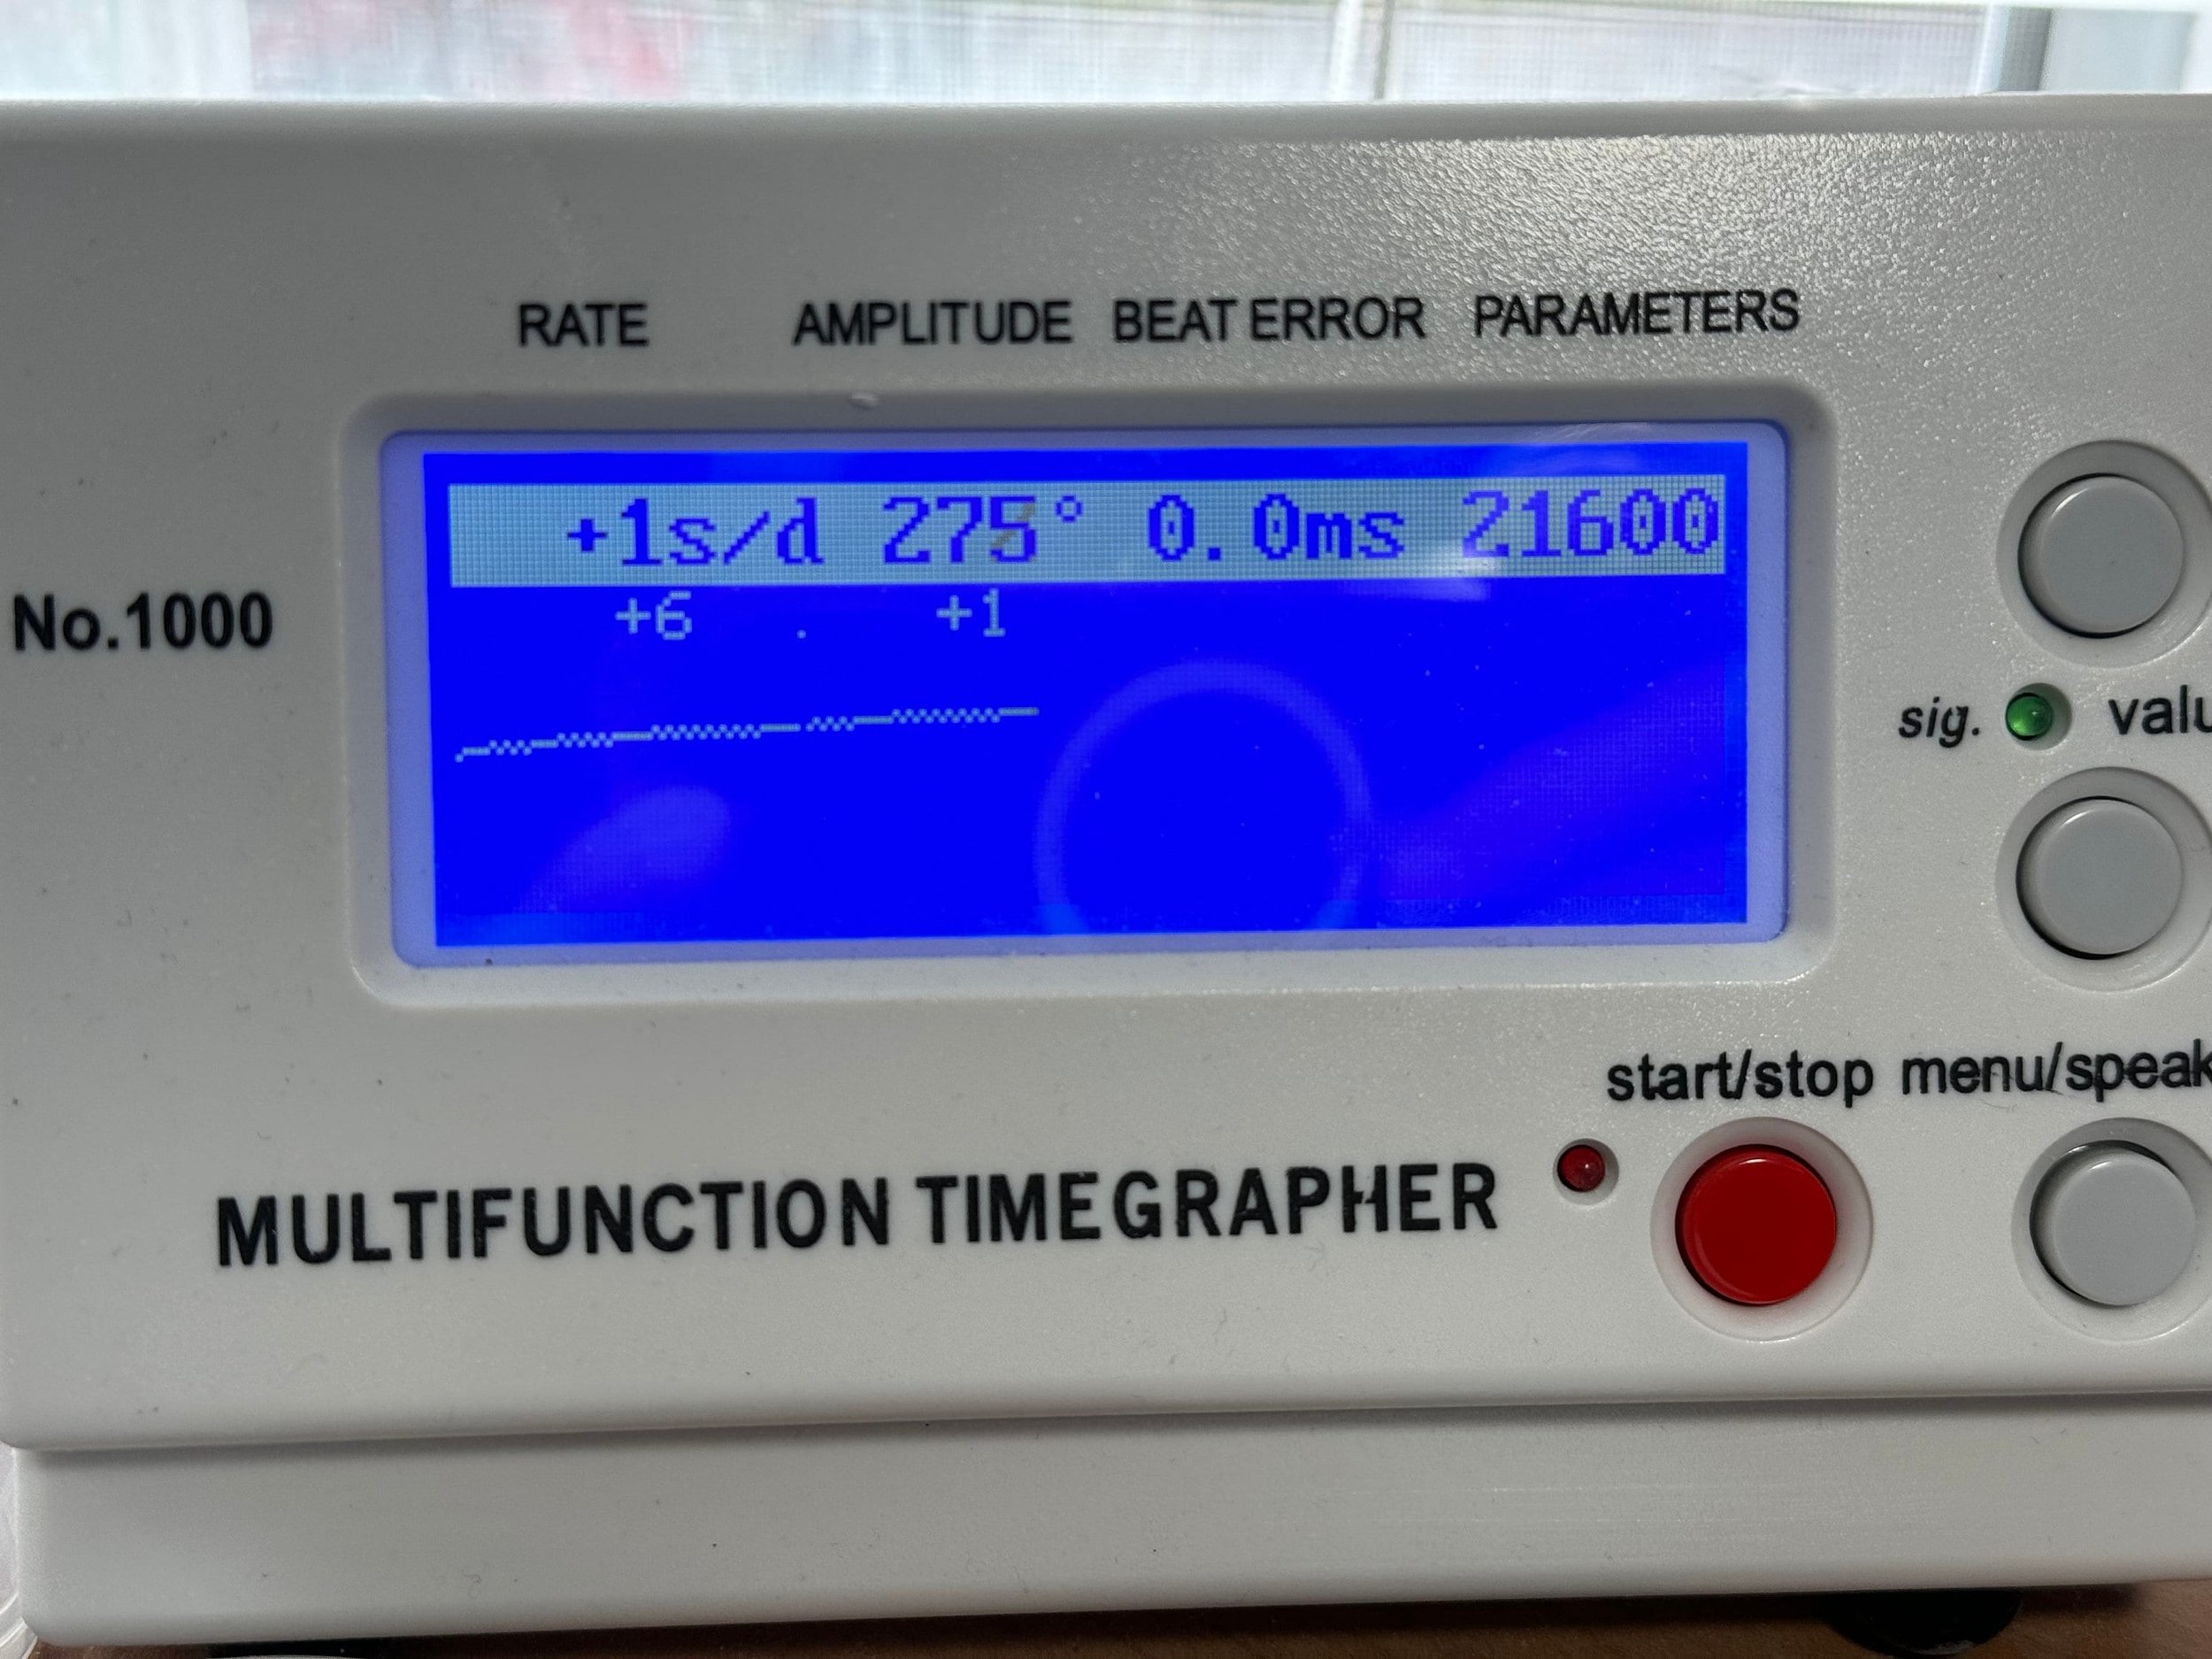 RATE AMPLITUDE BEAT ERROR PARAMETERS
+1s/d 275° 0.0ms 21600
+6 +1
No.1000
sig.
start/stop menu/speak
MULTIFUNCTION TIMEGRAPHER